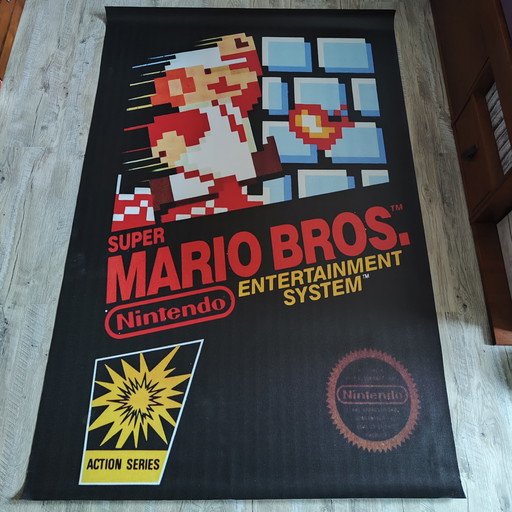 SUPER
MARIO BROS.™
Nintendo
ENTERTAINMENT
SYSTEM™
ACTION SERIES
Nintendo